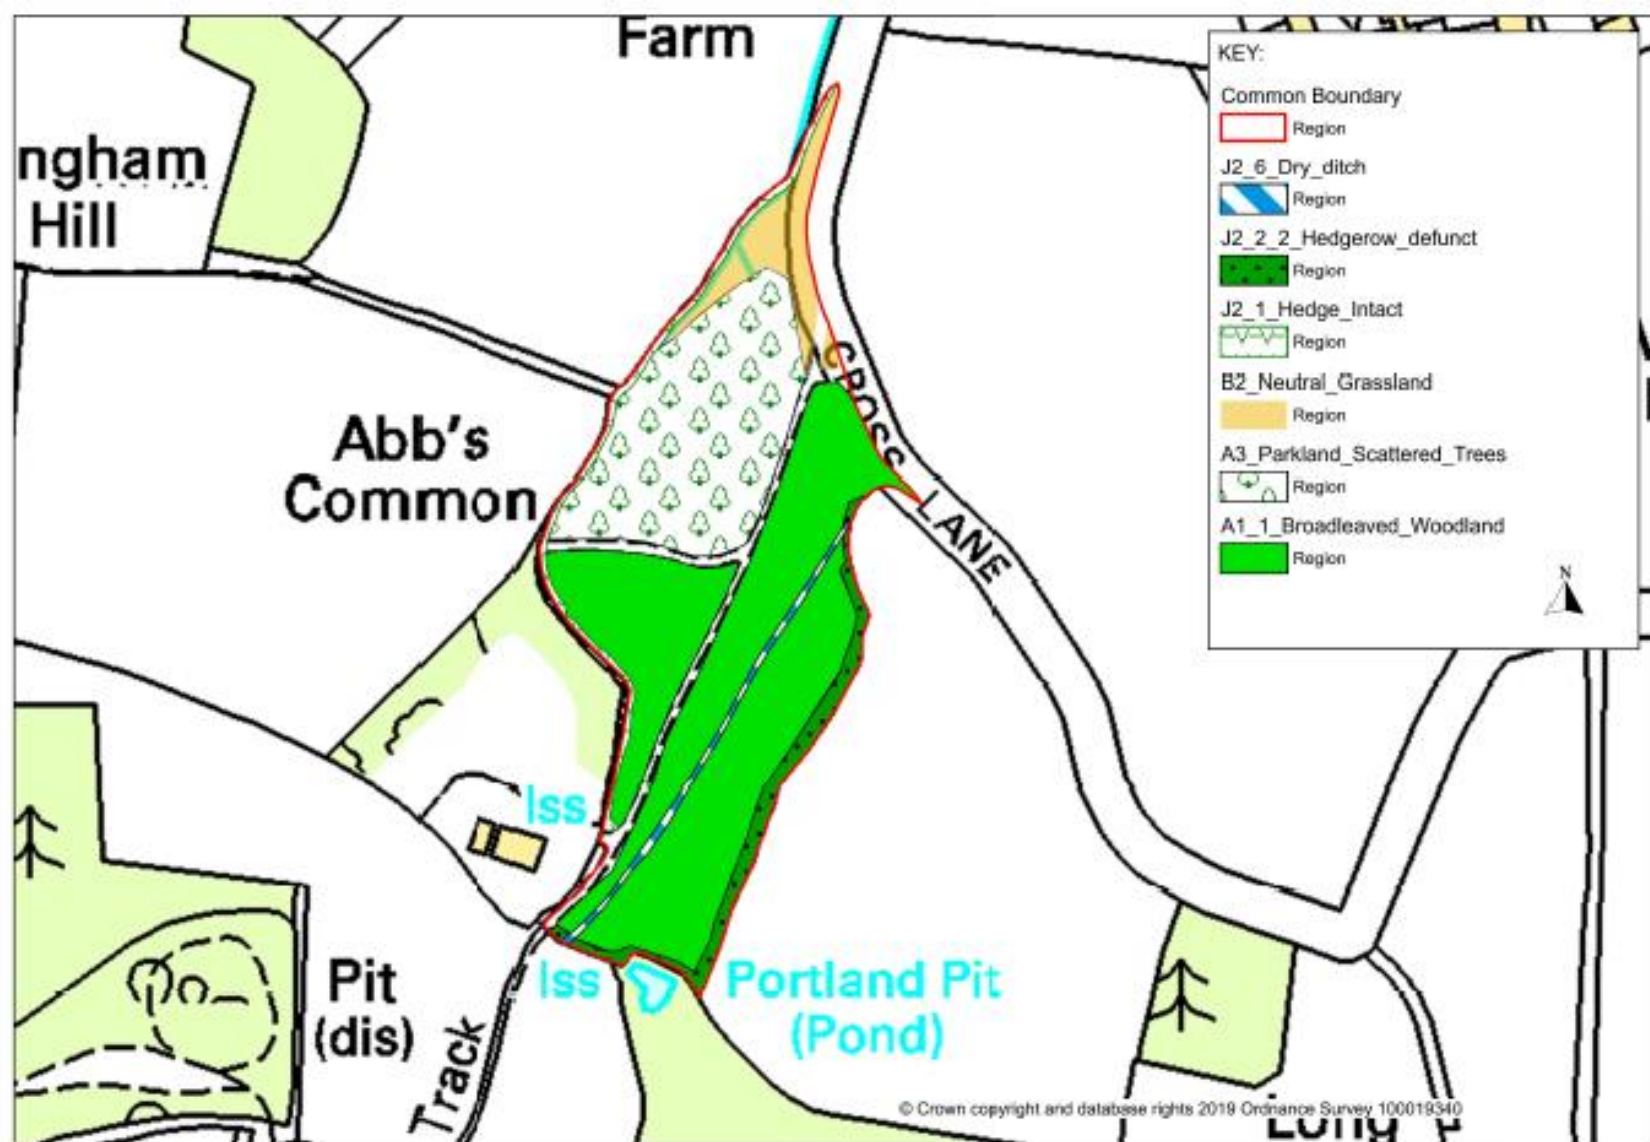 Farm
ngham
Hill
Abb's
Common
CROSS LANE
Iss
Iss
Portland Pit
(Pond)
Pit
(dis)
Track
KEY:
Common Boundary
Region
J2_6_Dry_ditch
Region
J2_2_2_Hedgerow_defunct
Region
J2_1_Hedge_Intact
Region
B2_Neutral_Grassland
Region
A3_Parkland_Scattered_Trees
Region
A1_1_Broadleaved_Woodland
Region
N
© Crown copyright and database rights 2019 Ordnance Survey 100019340
Long